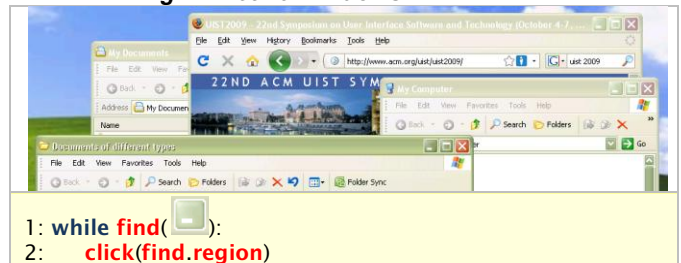 UIST2009 - 22nd Symposium on User Interface Software and Technology (October 4-7, ...
File Edit View History Bookmarks Tools Help
http://www.acm.org/uist/uist2009/ uist 2009
My Documents
File Edit View Fav
Back
Address My Documen
Name
22ND ACM UIST SYM
My Computer
File Edit View Favorites Tools Help
Back Search Folders »
er Go
Documents of different types
File Edit View Favorites Tools Help
Back Search Folders Folder Sync
1: while find( ):
2: click(find.region)